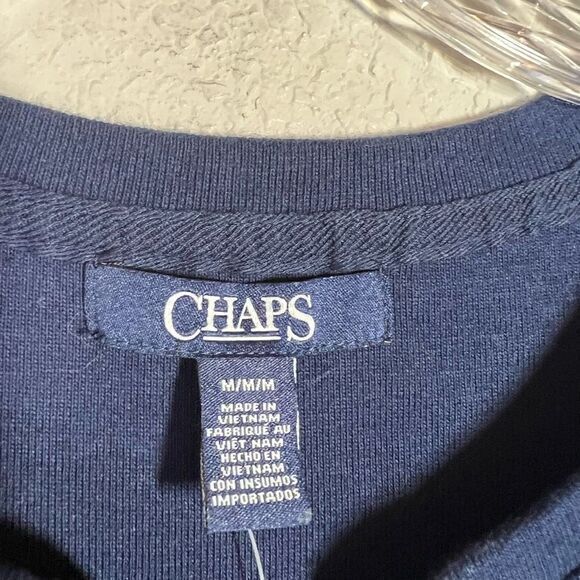 CHAPS
M/M/M
MADE IN
VIETNAM
FABRIQUÉ AU
VIÊT NAM
HECHO EN
VIETNAM
CON INSUMOS
IMPORTADOS